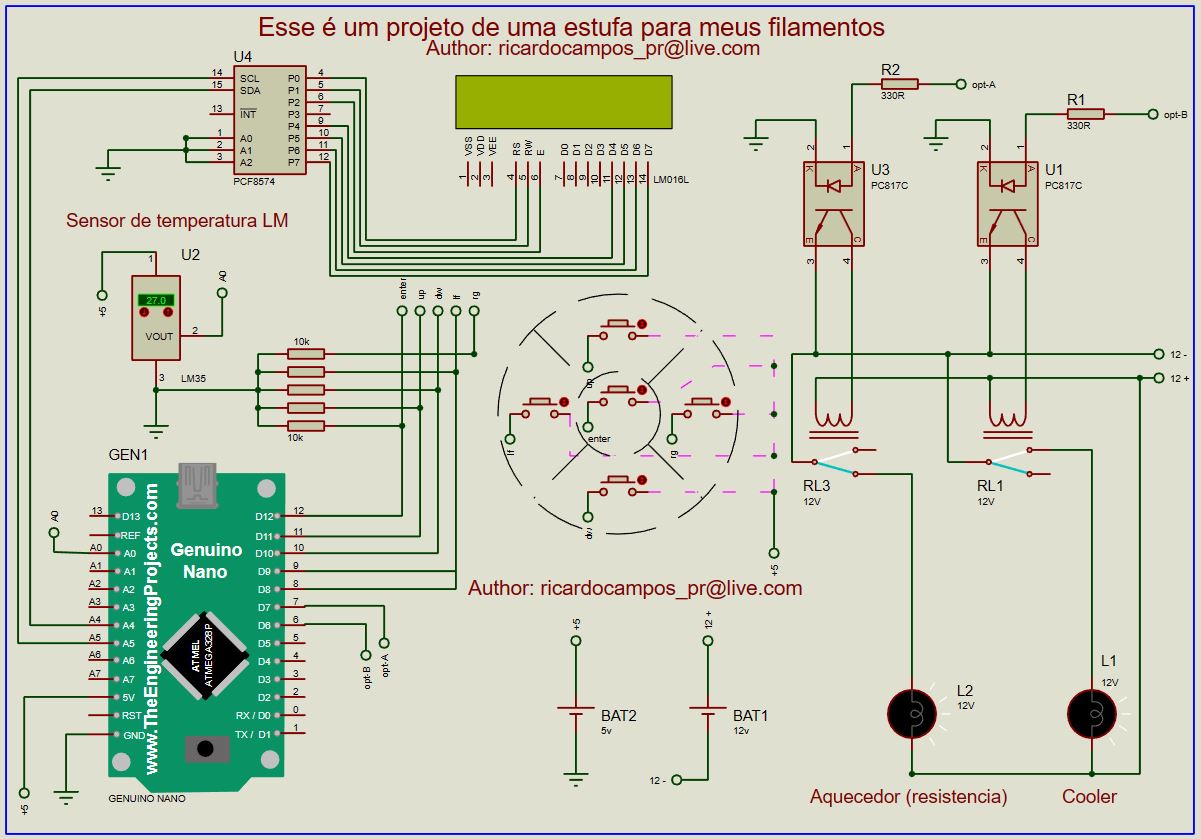 Esse é um projeto de uma estufa para meus filamentos
Author: ricardocampos_pr@live.com
U4
14 SCL P0 4
15 SDA P1 5
P2 6
13 INT P3 7
P4 9
1 A0 P5 10
2 A1 P6 11
3 A2 P7 12
PCF8574
VSS VDD VEE RS RW E D0 D1 D2 D3 D4 D5 D6 D7
1 2 3 4 5 6 7 8 9 10 11 12 13 14
LM016L
R2
330R
opt-A
R1
330R
opt-B
2 1
K A
U3
PC817C
E C
3 4
2 1
K A
U1
PC817C
E C
3 4
Sensor de temperatura LM
U2
1
+5
A0
27.0
VOUT 2
3
LM35
enter up dw lf rg
10k
10k
up
enter
lf
rg
dw
+5
12 -
12 +
RL3
12V
RL1
12V
GEN1
A0
13 D13 D12 12
REF D11 11
A0 A0 D10 10
A1 A1 D9 9
A2 A2 D8 8
A3 A3 D7 7
A4 A4 D6 6
A5 A5 D5 5
A6 A6 D4 4
A7 A7 D3 3
5V D2 2
RST RX / D0 0
GND TX / D1 1
www.TheEngineeringProjects.com
Genuino
Nano
ATMEL
ATMEGA328P
GENUINO NANO
+5
opt-B
opt-A
Author: ricardocampos_pr@live.com
+5
BAT2
5v
12 +
BAT1
12v
12 -
L2
12V
L1
12V
Aquecedor (resistencia)
Cooler